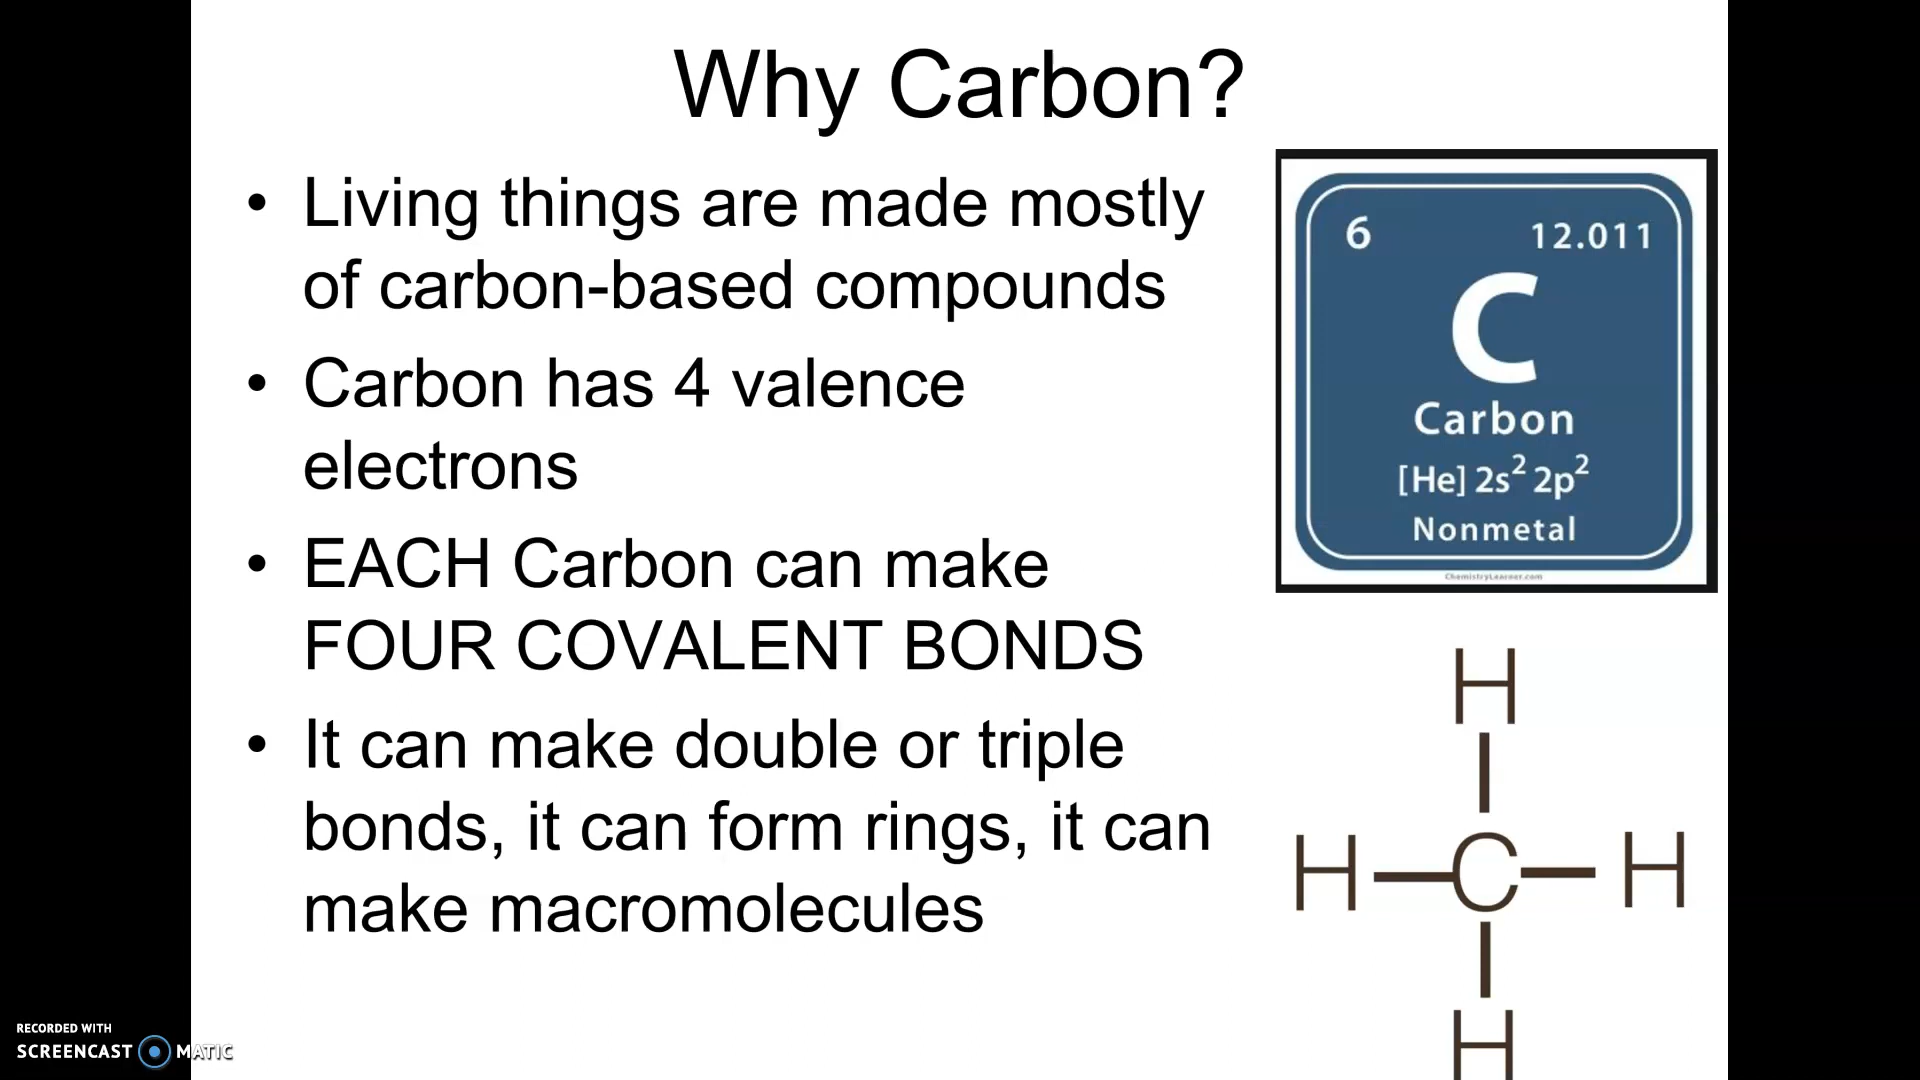 Why Carbon?
• Living things are made mostly
of carbon-based compounds
• Carbon has 4 valence
electrons
• EACH Carbon can make
FOUR COVALENT BONDS
• It can make double or triple
bonds, it can form rings, it can
make macromolecules
6 12.011
C
Carbon
[He] 2s² 2p²
Nonmetal
ChemistryLearner.com
H
H C H
H
RECORDED WITH
SCREENCAST MATIC